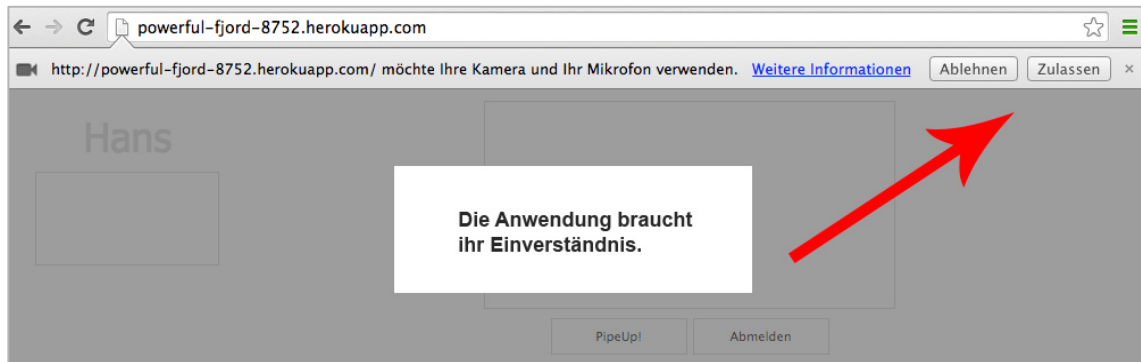 powerful-fjord-8752.herokuapp.com
http://powerful-fjord-8752.herokuapp.com/ möchte Ihre Kamera und Ihr Mikrofon verwenden. Weitere Informationen Ablehnen Zulassen ×
Hans
Die Anwendung braucht
ihr Einverständnis.
PipeUp! Abmelden